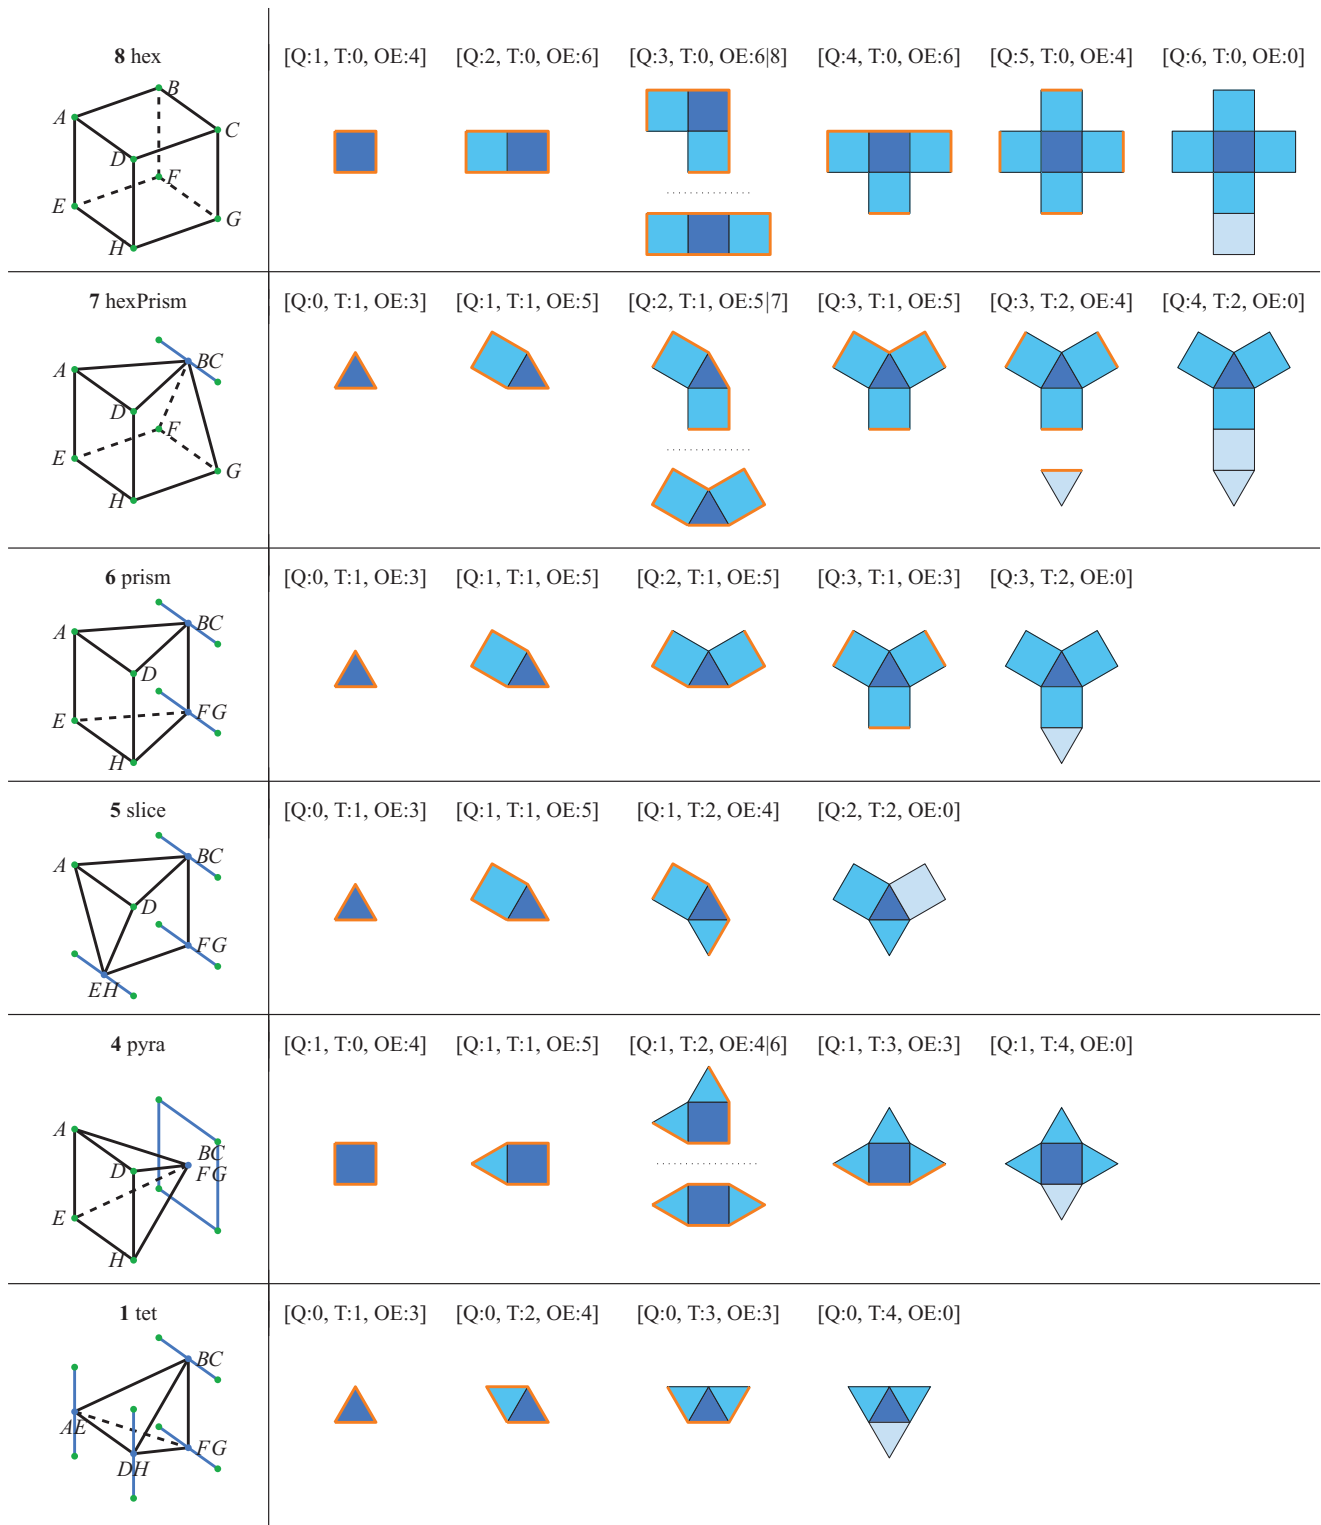 8 hex
[Q:1, T:0, OE:4] [Q:2, T:0, OE:6] [Q:3, T:0, OE:6|8] [Q:4, T:0, OE:6] [Q:5, T:0, OE:4] [Q:6, T:0, OE:0]
B
A
C
D
F
E
G
H
7 hexPrism
[Q:0, T:1, OE:3] [Q:1, T:1, OE:5] [Q:2, T:1, OE:5|7] [Q:3, T:1, OE:5] [Q:3, T:2, OE:4] [Q:4, T:2, OE:0]
BC
A
D
F
E
G
H
6 prism
[Q:0, T:1, OE:3] [Q:1, T:1, OE:5] [Q:2, T:1, OE:5] [Q:3, T:1, OE:3] [Q:3, T:2, OE:0]
BC
A
D
FG
E
H
5 slice
[Q:0, T:1, OE:3] [Q:1, T:1, OE:5] [Q:1, T:2, OE:4] [Q:2, T:2, OE:0]
BC
A
D
FG
EH
4 pyra
[Q:1, T:0, OE:4] [Q:1, T:1, OE:5] [Q:1, T:2, OE:4|6] [Q:1, T:3, OE:3] [Q:1, T:4, OE:0]
A
BC
D
FG
E
H
1 tet
[Q:0, T:1, OE:3] [Q:0, T:2, OE:4] [Q:0, T:3, OE:3] [Q:0, T:4, OE:0]
BC
AE
FG
DH